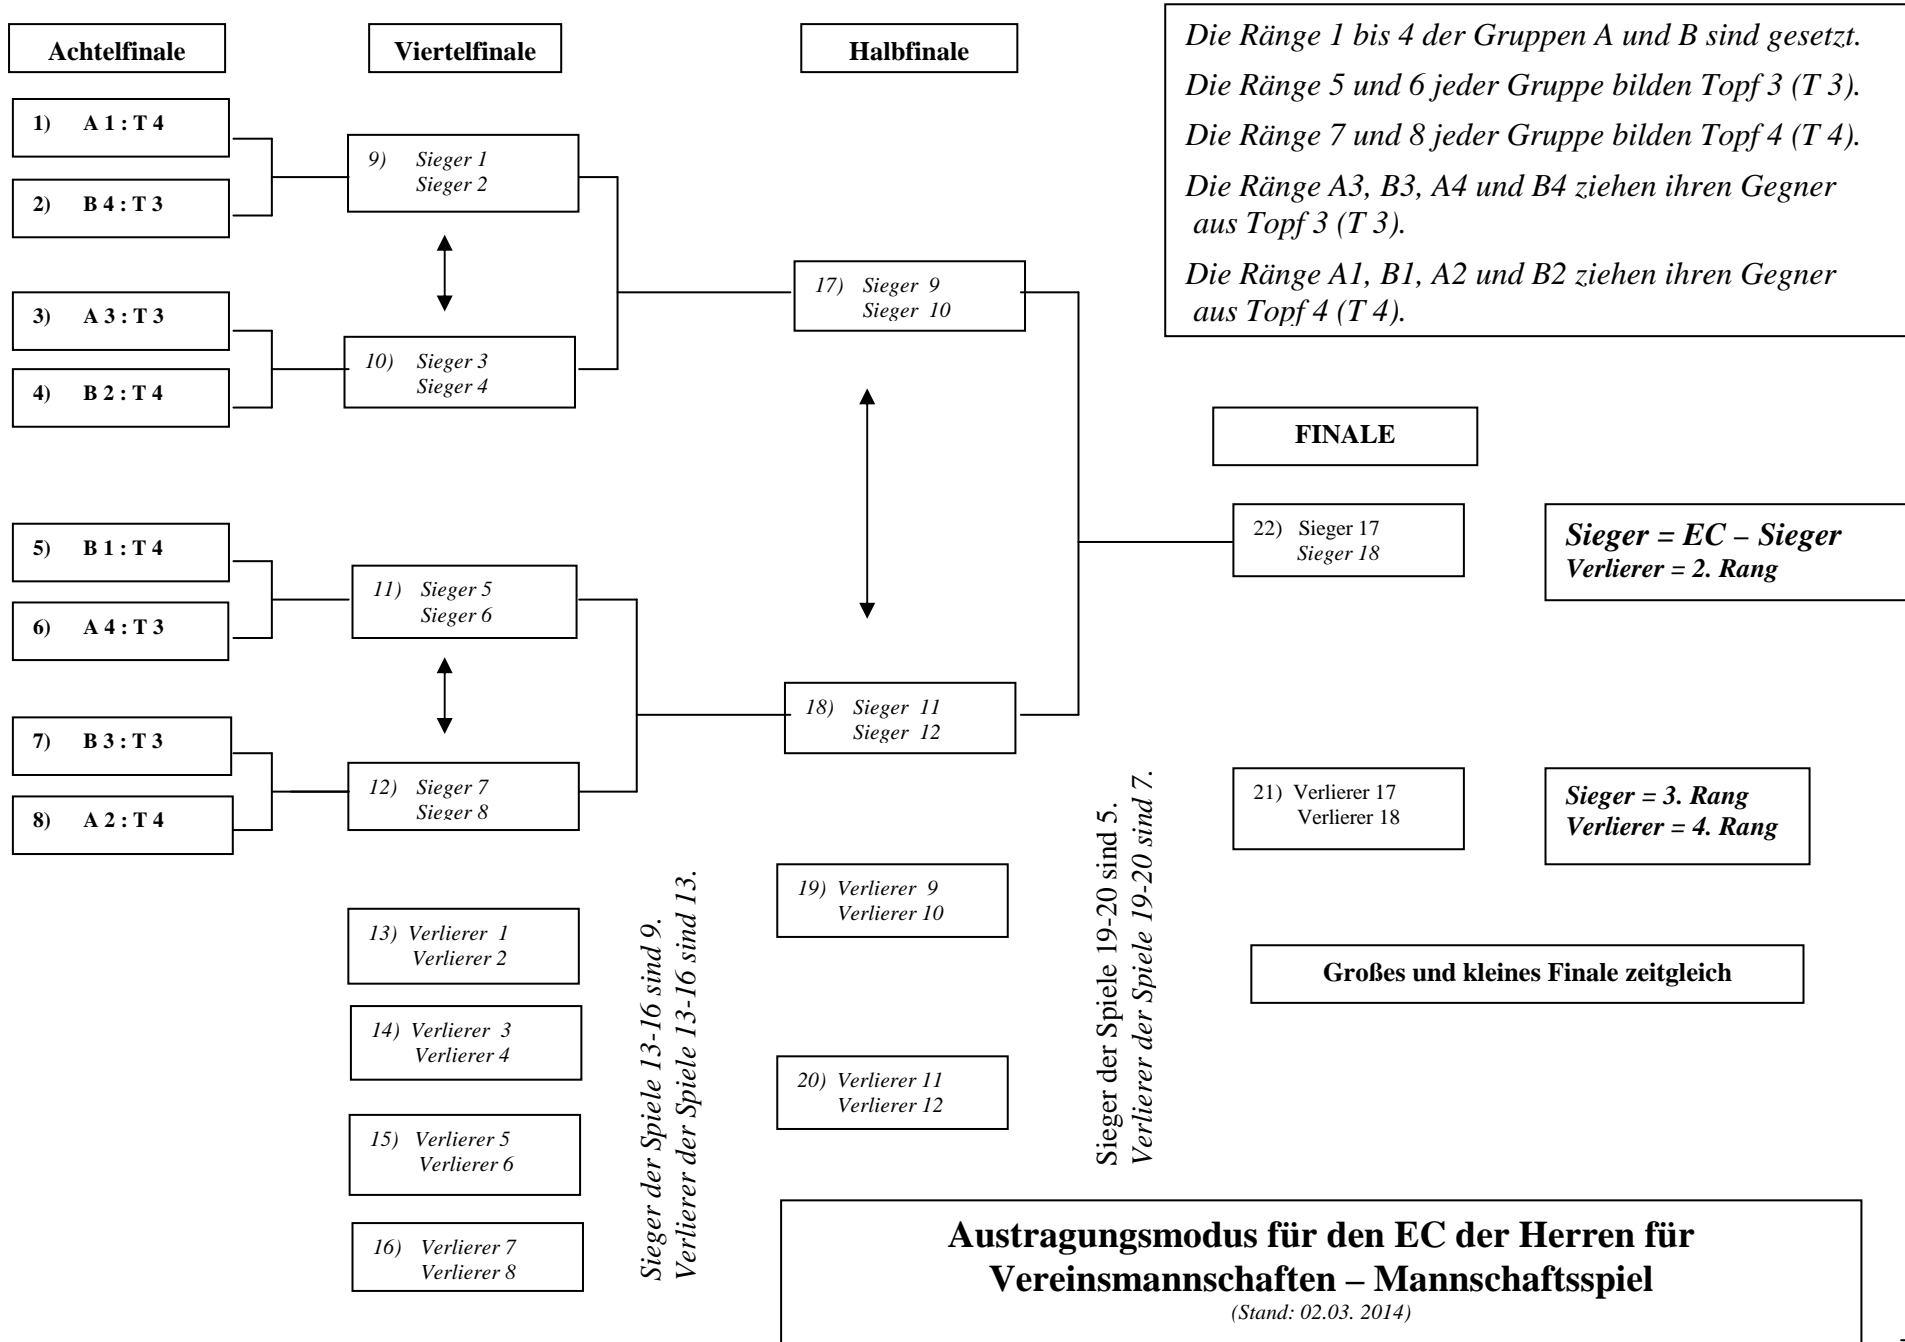 Achtelfinale
Viertelfinale
Halbfinale
Die Ränge 1 bis 4 der Gruppen A und B sind gesetzt.
Die Ränge 5 und 6 jeder Gruppe bilden Topf 3 (T 3).
Die Ränge 7 und 8 jeder Gruppe bilden Topf 4 (T 4).
Die Ränge A3, B3, A4 und B4 ziehen ihren Gegner
aus Topf 3 (T 3).
Die Ränge A1, B1, A2 und B2 ziehen ihren Gegner
aus Topf 4 (T 4).
1) A 1 : T 4
2) B 4 : T 3
3) A 3 : T 3
4) B 2 : T 4
5) B 1 : T 4
6) A 4 : T 3
7) B 3 : T 3
8) A 2 : T 4
9) Sieger 1
Sieger 2
10) Sieger 3
Sieger 4
11) Sieger 5
Sieger 6
12) Sieger 7
Sieger 8
13) Verlierer 1
Verlierer 2
14) Verlierer 3
Verlierer 4
15) Verlierer 5
Verlierer 6
16) Verlierer 7
Verlierer 8
Sieger der Spiele 13-16 sind 9.
Verlierer der Spiele 13-16 sind 13.
17) Sieger 9
Sieger 10
18) Sieger 11
Sieger 12
19) Verlierer 9
Verlierer 10
20) Verlierer 11
Verlierer 12
Sieger der Spiele 19-20 sind 5.
Verlierer der Spiele 19-20 sind 7.
FINALE
22) Sieger 17
Sieger 18
Sieger = EC – Sieger
Verlierer = 2. Rang
21) Verlierer 17
Verlierer 18
Sieger = 3. Rang
Verlierer = 4. Rang
Großes und kleines Finale zeitgleich
Austragungsmodus für den EC der Herren für
Vereinsmannschaften – Mannschaftsspiel
(Stand: 02.03. 2014)